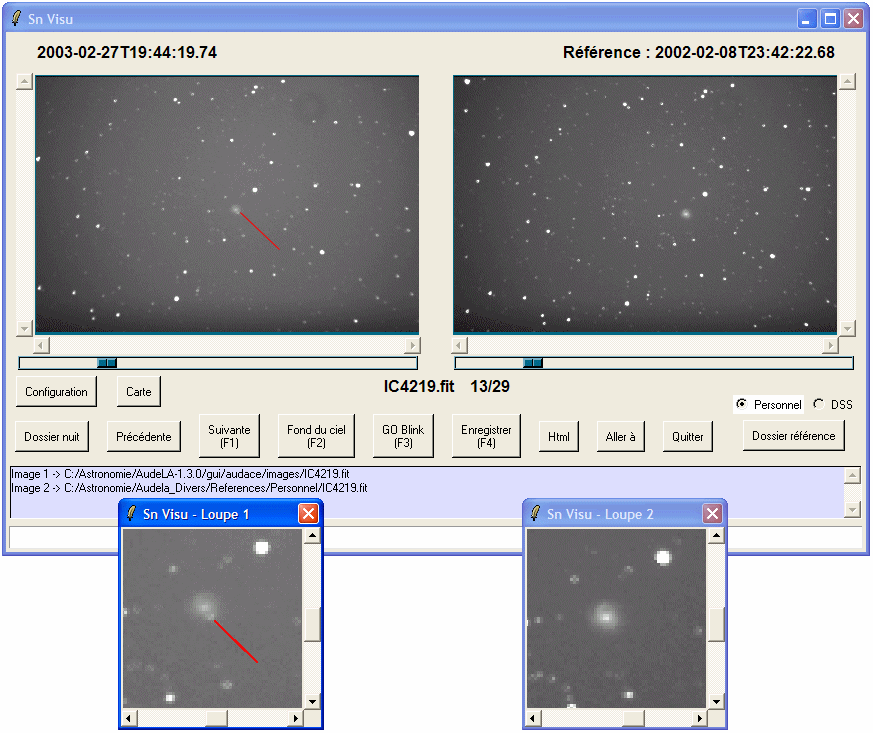 Sn Visu
2003-02-27T19:44:19.74
Référence : 2002-02-08T23:42:22.68
Configuration
Carte
IC4219.fit 13/29
Personnel
DSS
Dossier nuit
Précédente
Suivante
(F1)
Fond du ciel
(F2)
GO Blink
(F3)
Enregistrer
(F4)
Html
Aller à
Quitter
Dossier référence
Image 1 -> C:/Astronomie/AudeLA-1.3.0/gui/audace/images/IC4219.fit
Image 2 -> C:/Astronomie/Audela_Divers/References/Personnel/IC4219.fit
Sn Visu - Loupe 1
Sn Visu - Loupe 2